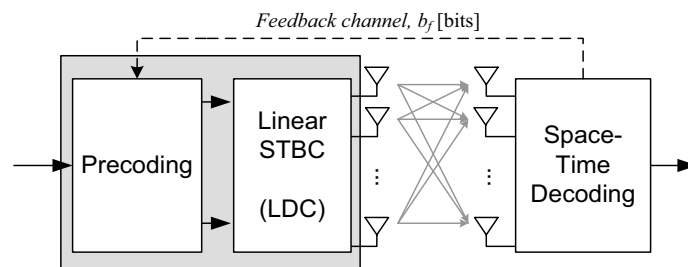 Feedback channel, b_f [bits]
Precoding
Linear
STBC
(LDC)
...
...
Space-
Time
Decoding